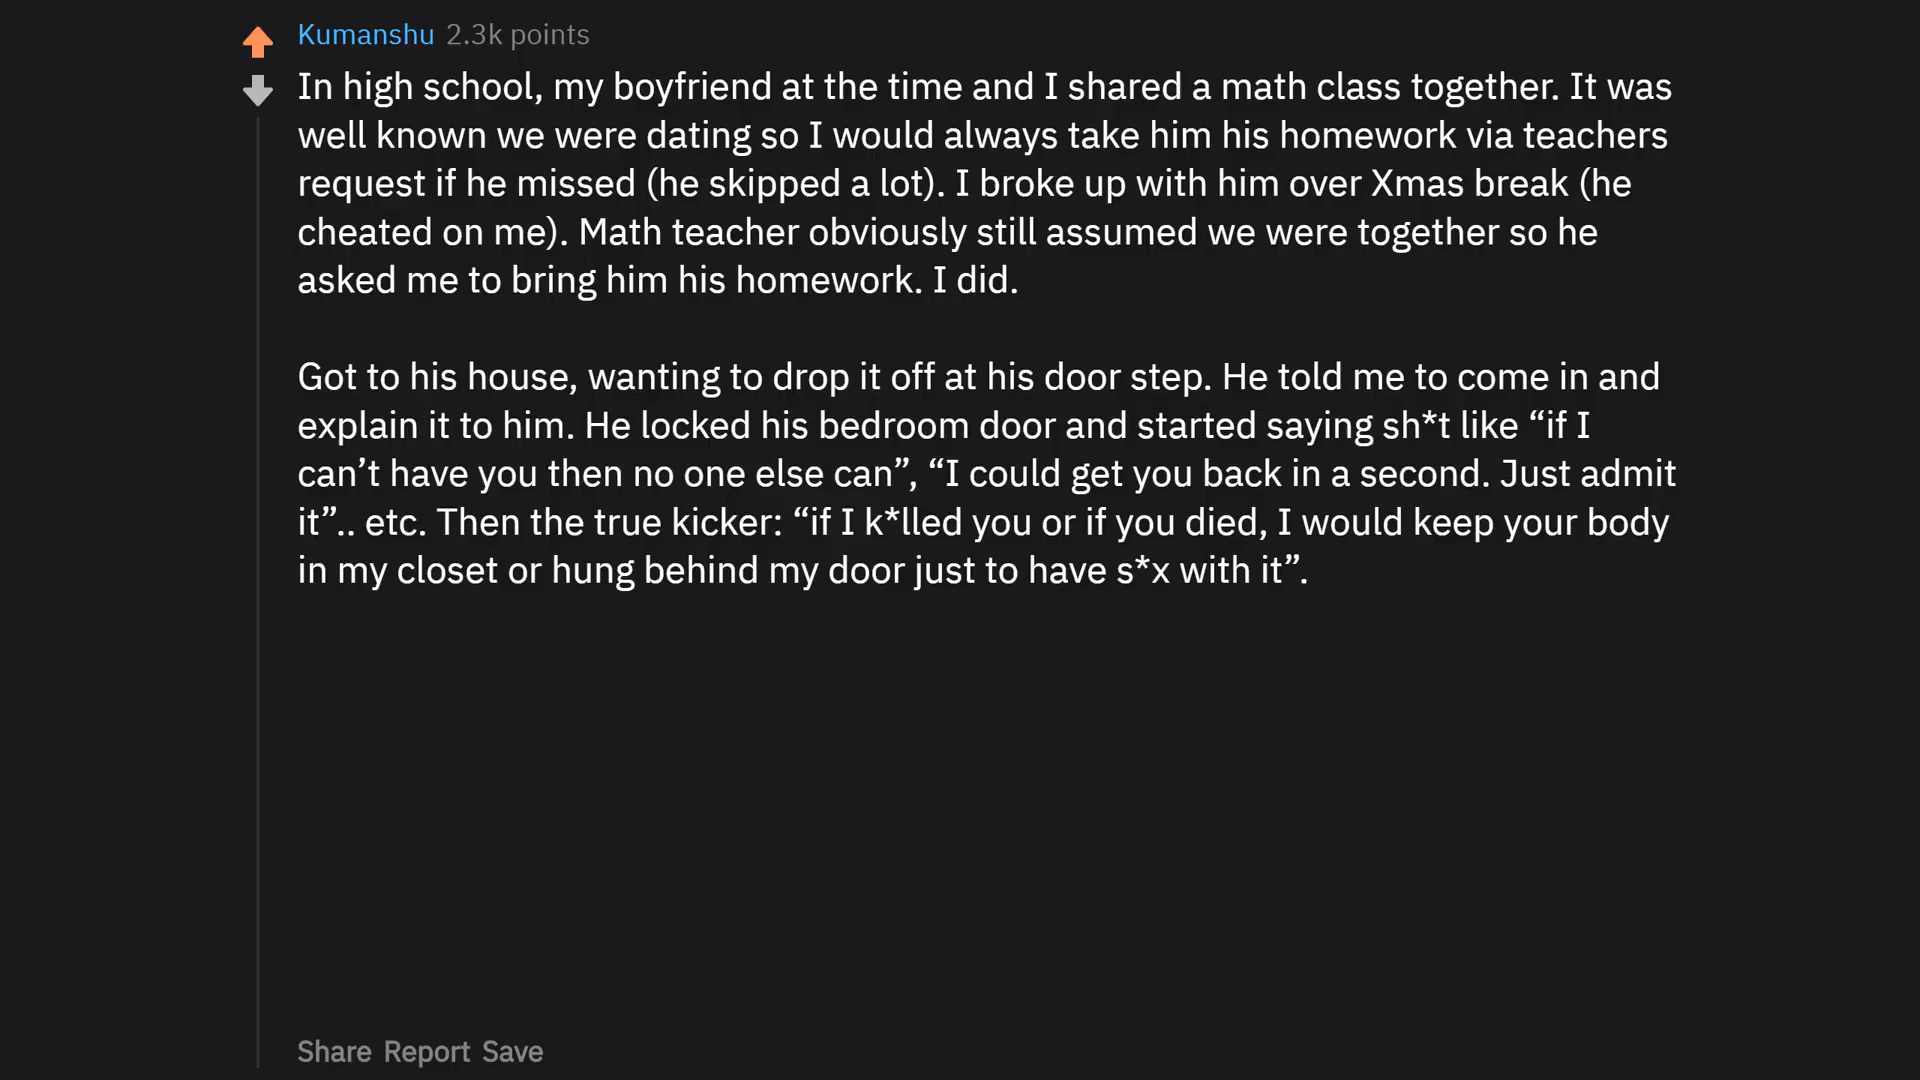 Kumanshu 2.3k points
In high school, my boyfriend at the time and I shared a math class together. It was
well known we were dating so I would always take him his homework via teachers
request if he missed (he skipped a lot). I broke up with him over Xmas break (he
cheated on me). Math teacher obviously still assumed we were together so he
asked me to bring him his homework. I did.
Got to his house, wanting to drop it off at his door step. He told me to come in and
explain it to him. He locked his bedroom door and started saying sh*t like “if I
can’t have you then no one else can”, “I could get you back in a second. Just admit
it”.. etc. Then the true kicker: “if I k*lled you or if you died, I would keep your body
in my closet or hung behind my door just to have s*x with it”.
Share Report Save